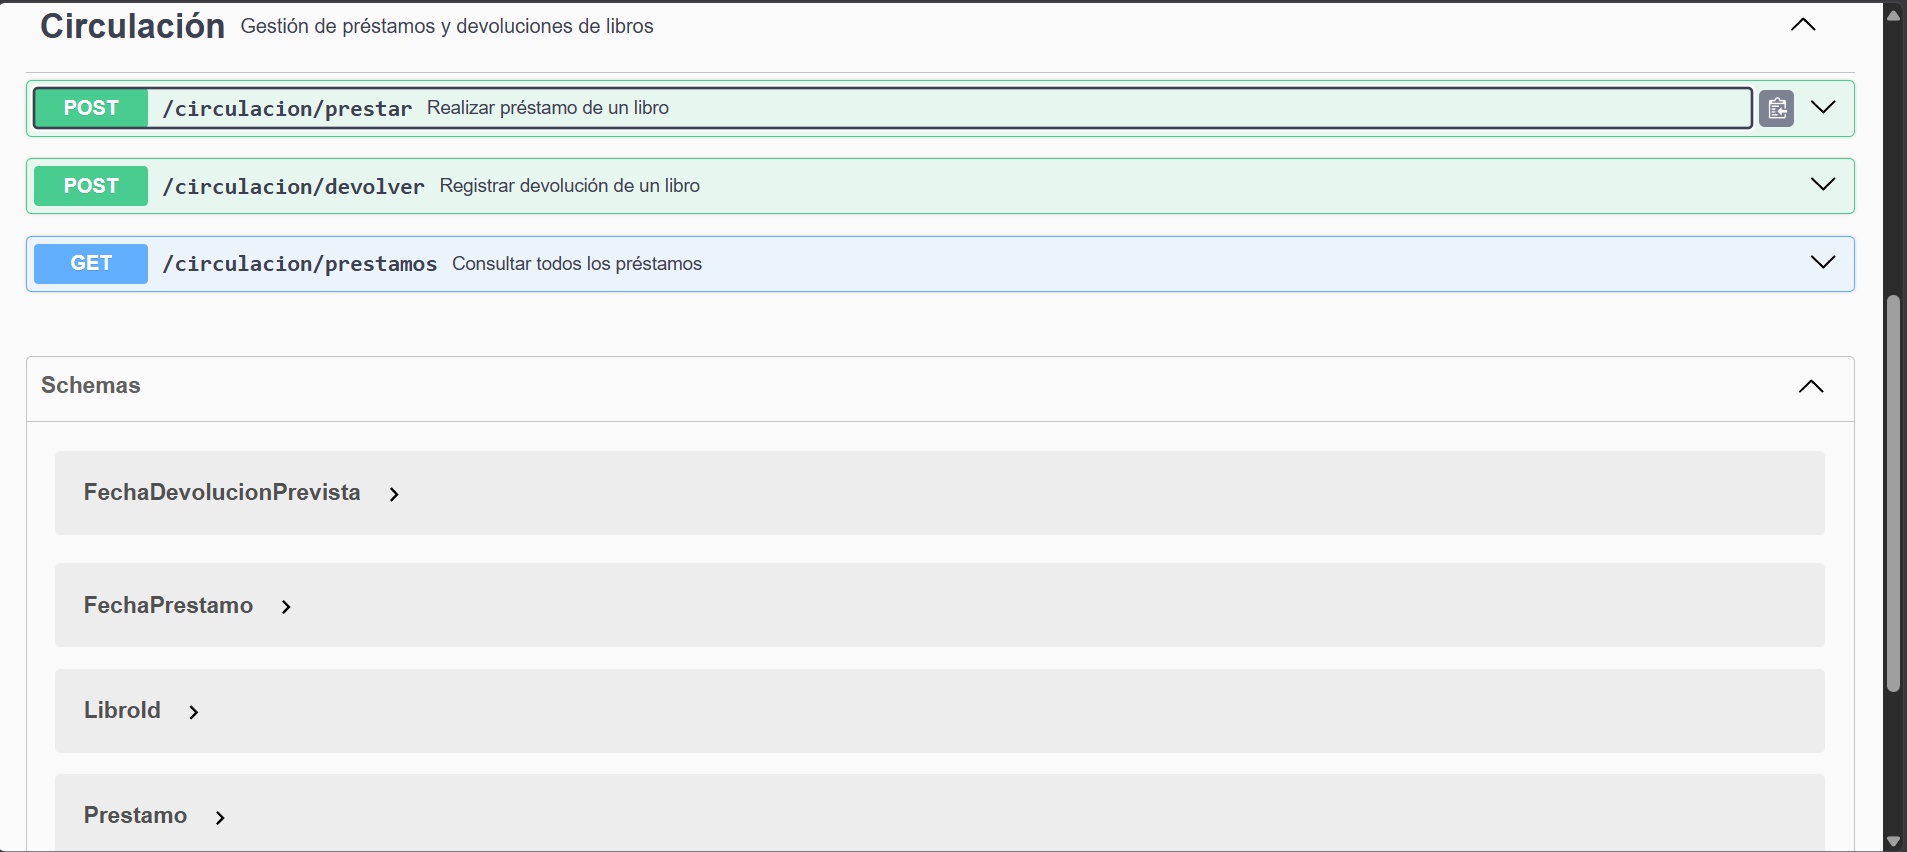 Circulación Gestión de préstamos y devoluciones de libros
POST /circulacion/prestar Realizar préstamo de un libro
POST /circulacion/devolver Registrar devolución de un libro
GET /circulacion/prestamos Consultar todos los préstamos
Schemas
FechaDevolucionPrevista
FechaPrestamo
LibroId
Prestamo